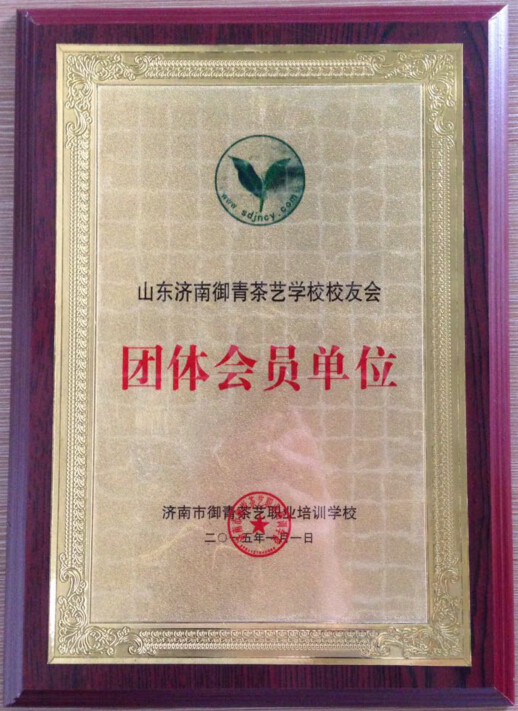 www.sdjncy.com
山东济南御青茶艺学校校友会
团体会员单位
济南市御青茶艺职业培训学校
二〇一五年一月一日